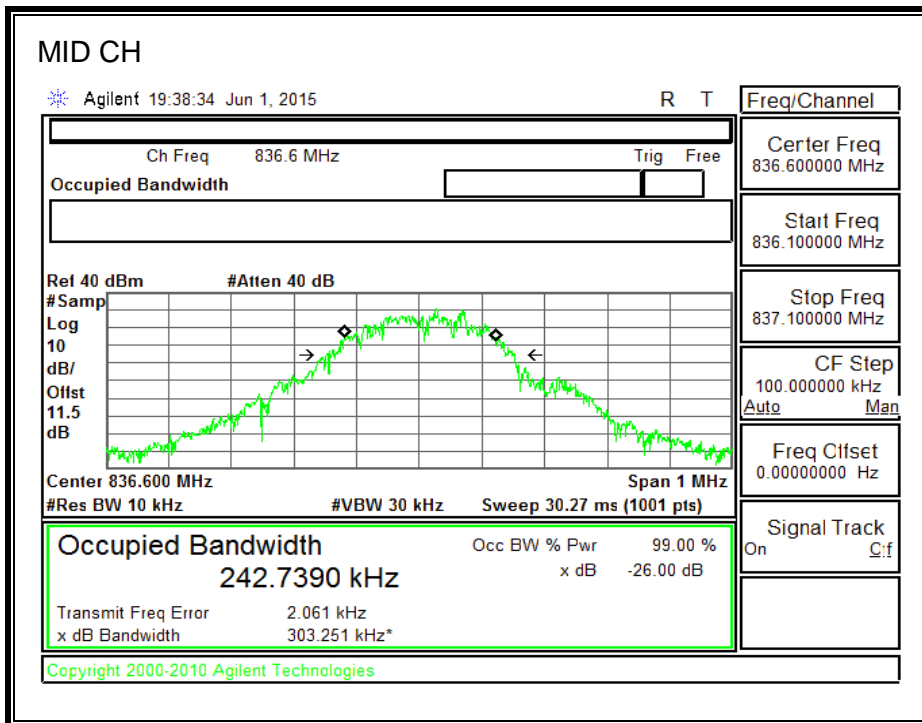 MID CH
Agilent 19:38:34 Jun 1, 2015 R T
Ch Freq 836.6 MHz Trig Free
Occupied Bandwidth
Ref 40 dBm #Atten 40 dB
#Samp
Log
10
dB/
Offst
11.5
dB
Center 836.600 MHz Span 1 MHz
#Res BW 10 kHz #VBW 30 kHz Sweep 30.27 ms (1001 pts)
Occupied Bandwidth Occ BW % Pwr 99.00 %
242.7390 kHz x dB -26.00 dB
Transmit Freq Error 2.061 kHz
x dB Bandwidth 303.251 kHz*
Copyright 2000-2010 Agilent Technologies
Freq/Channel
Center Freq
836.600000 MHz
Start Freq
836.100000 MHz
Stop Freq
837.100000 MHz
CF Step
100.000000 kHz
Auto Man
Freq Offset
0.00000000 Hz
Signal Track
On Off